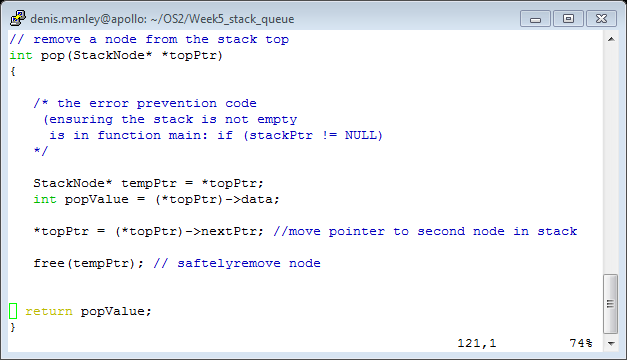 denis.manley@apollo: ~/OS2/Week5_stack_queue
// remove a node from the stack top
int pop(StackNode* *topPtr)
{
/* the error prevention code
(ensuring the stack is not empty
is in function main: if (stackPtr != NULL)
*/
StackNode* tempPtr = *topPtr;
int popValue = (*topPtr)->data;
*topPtr = (*topPtr)->nextPtr; //move pointer to second node in stack
free(tempPtr); // saftelyremove node
return popValue;
}
121,1 74%